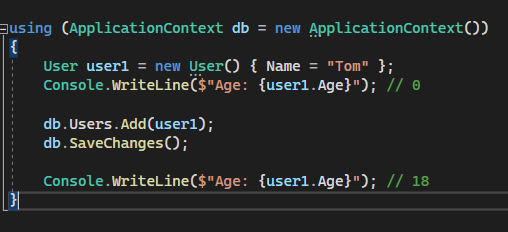 using (ApplicationContext db = new ApplicationContext())
{
    User user1 = new User() { Name = "Tom" };
    Console.WriteLine($"Age: {user1.Age}"); // 0

    db.Users.Add(user1);
    db.SaveChanges();

    Console.WriteLine($"Age: {user1.Age}"); // 18
}